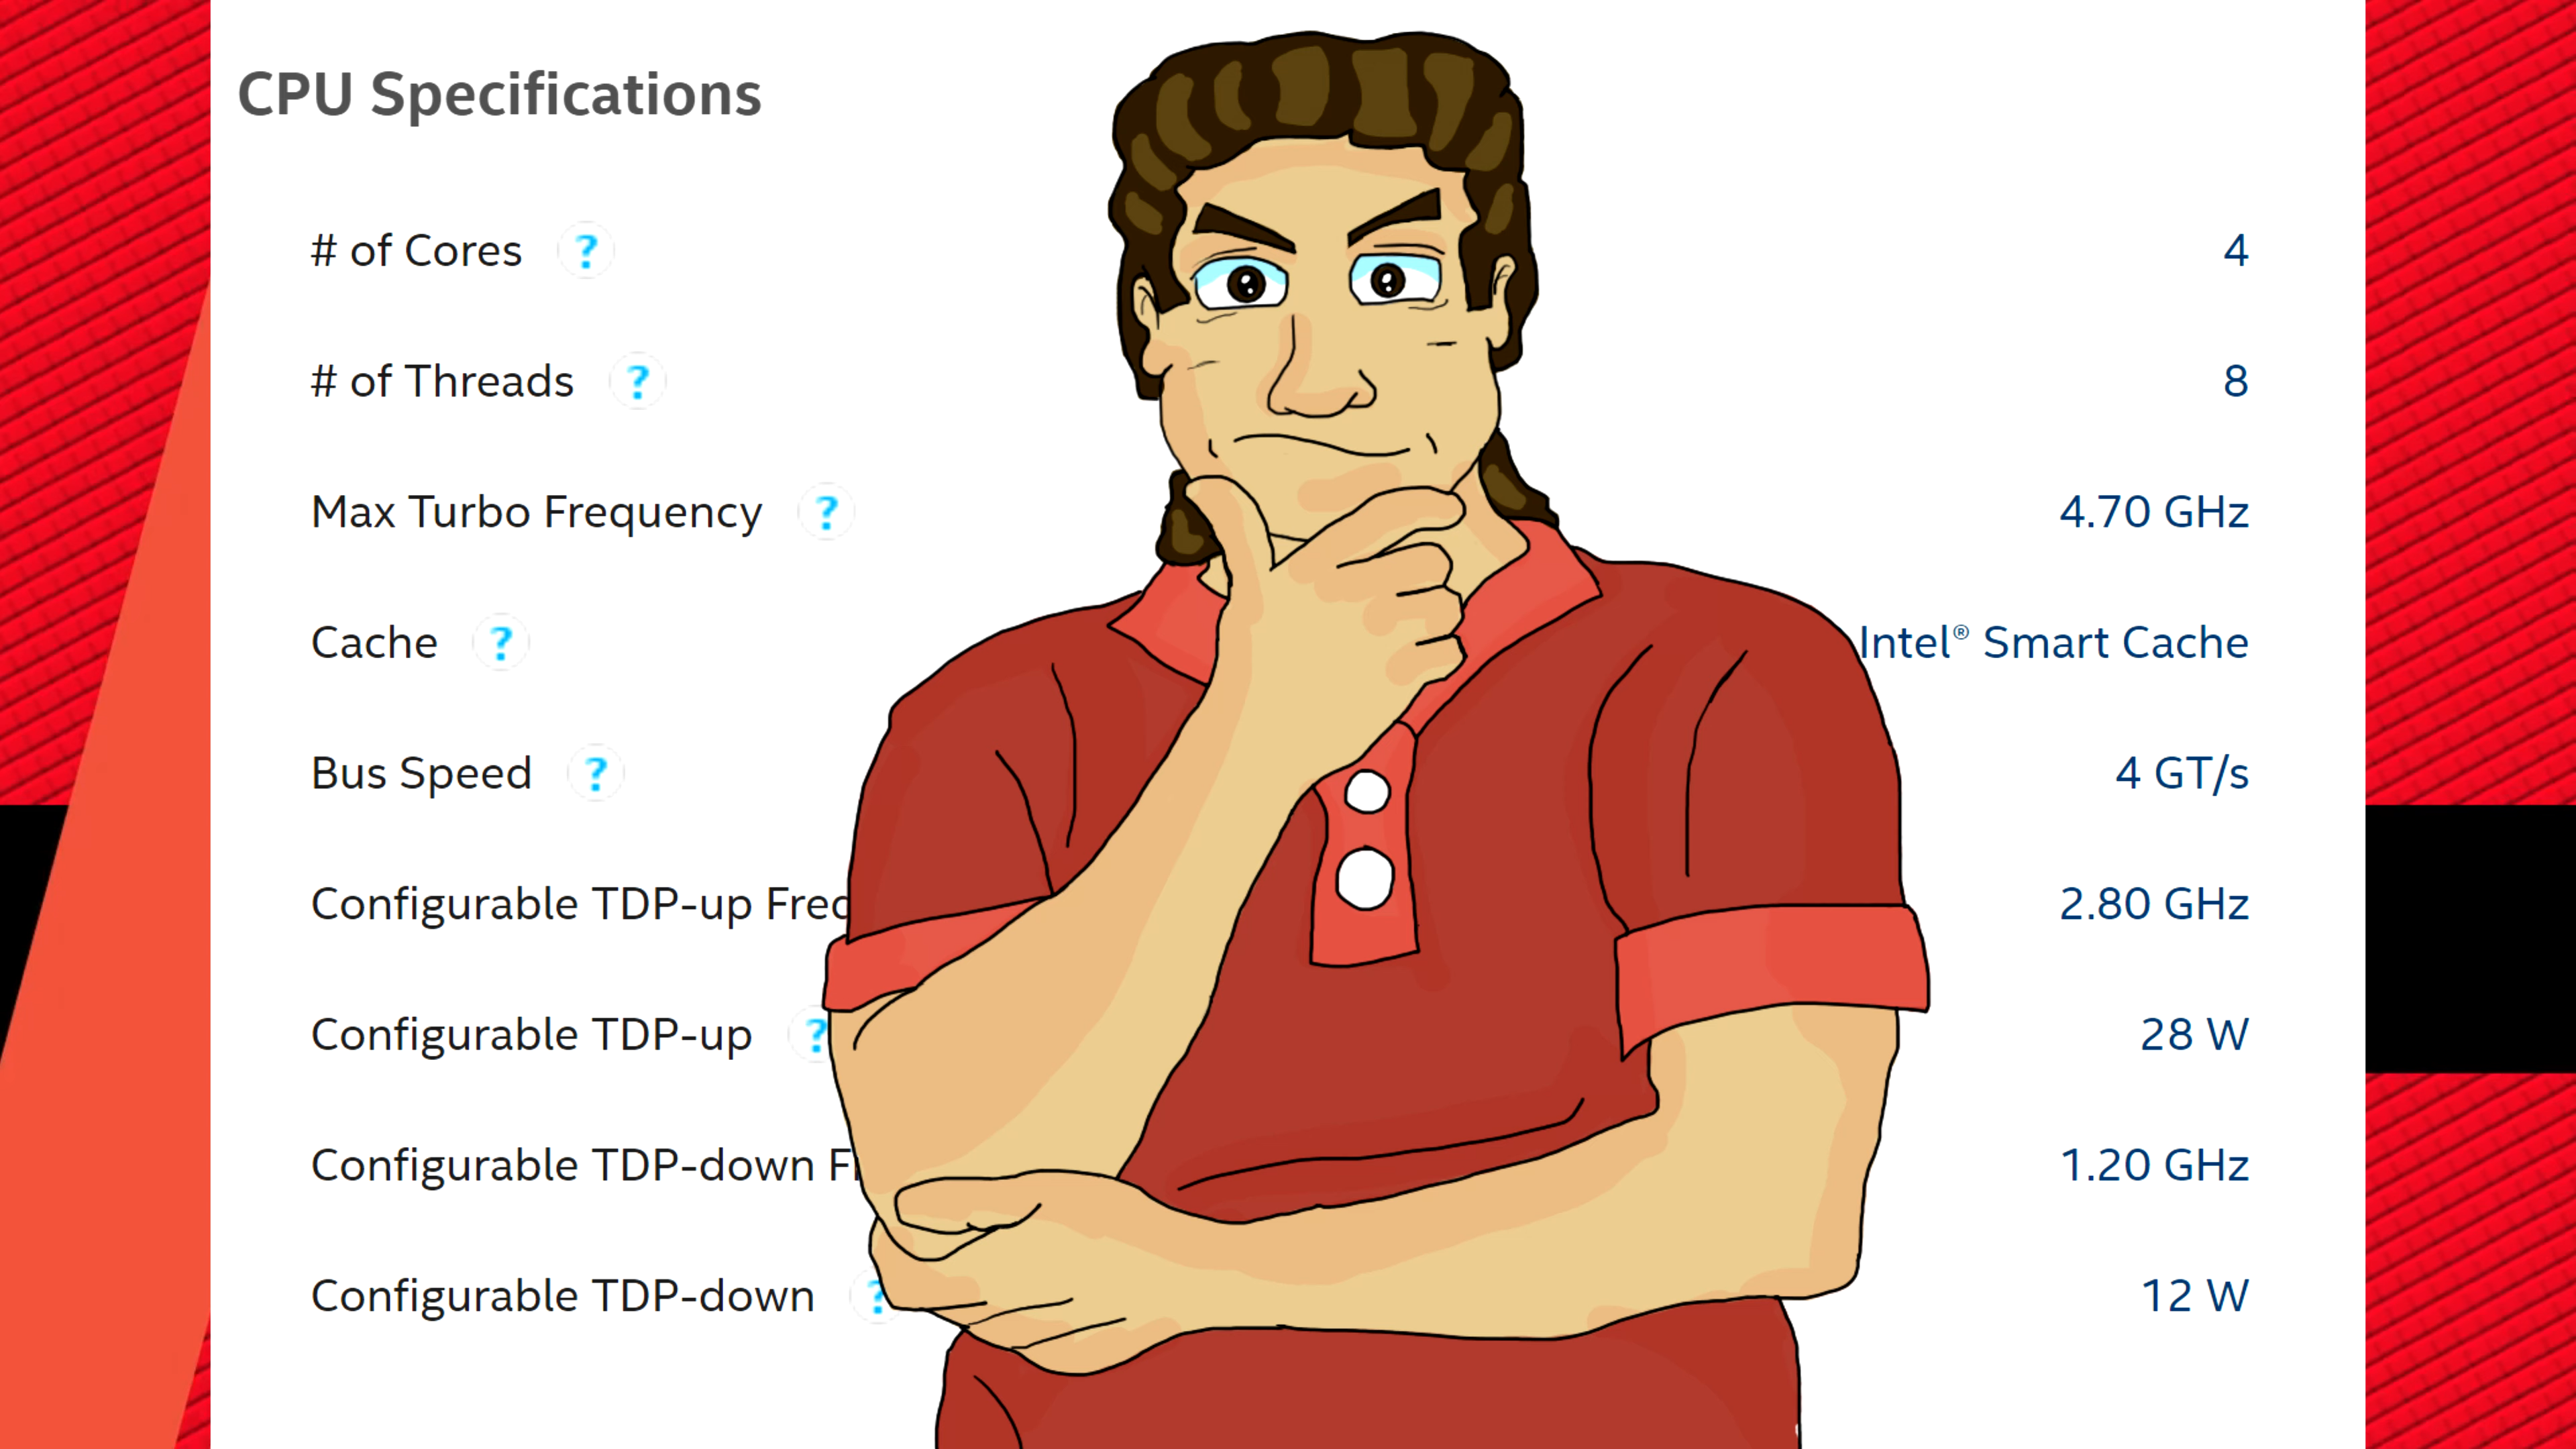 CPU Specifications
# of Cores ? 4
# of Threads ? 8
Max Turbo Frequency ? 4.70 GHz
Cache ? Intel® Smart Cache
Bus Speed ? 4 GT/s
Configurable TDP-up 2.80 GHz
Configurable TDP-up ? 28 W
Configurable TDP-down 1.20 GHz
Configurable TDP-down ? 12 W